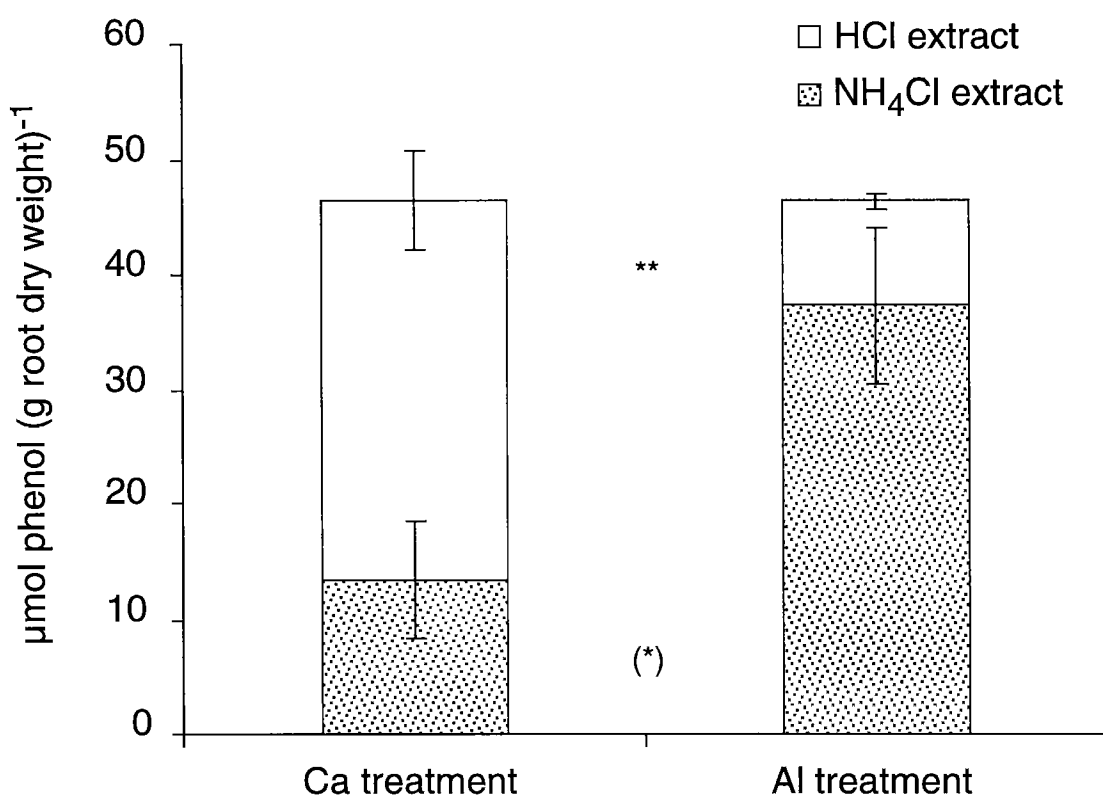 60
50
40
30
20
10
0
µmol phenol (g root dry weight)-1
HCl extract
NH4Cl extract
**
(*)
Ca treatment
Al treatment